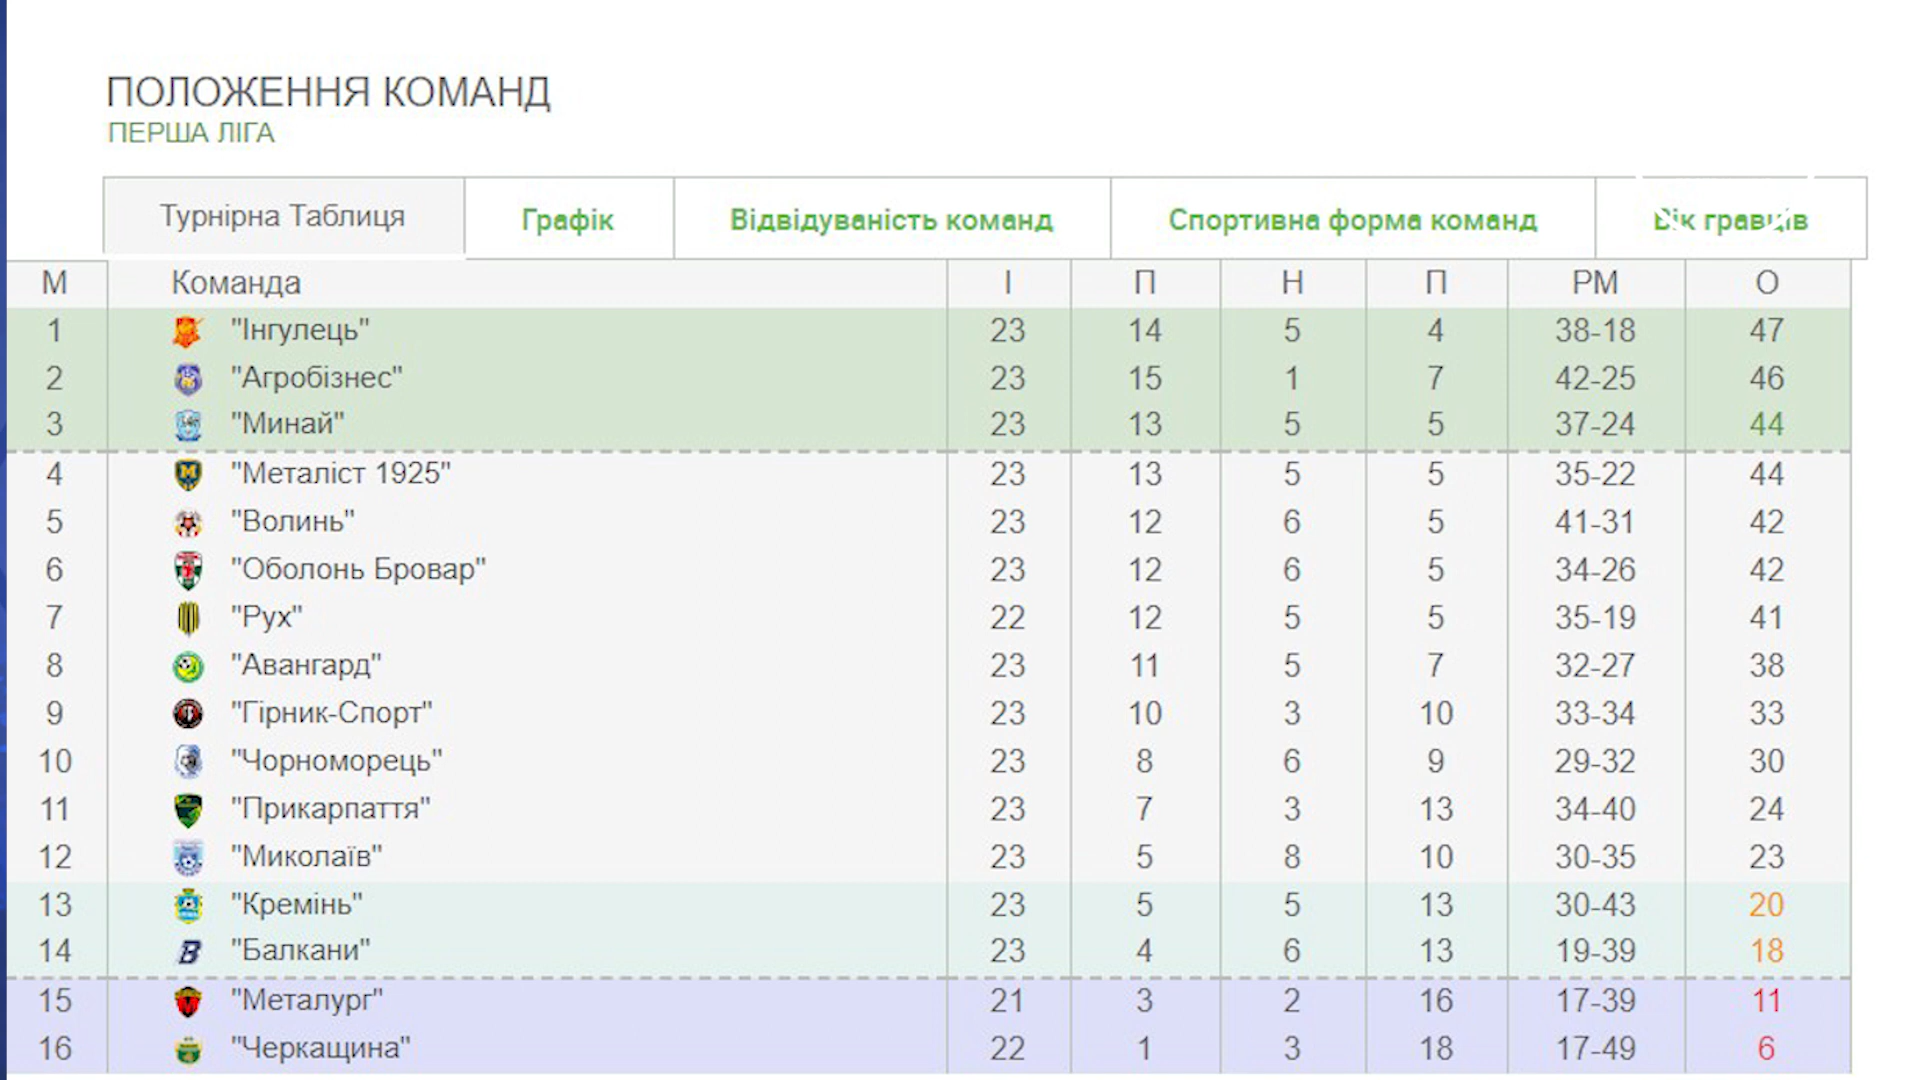 ПОЛОЖЕННЯ КОМАНД
ПЕРША ЛІГА
Турнірна Таблиця Графік Відвідуваність команд Спортивна форма команд Вік гравців
М Команда І П Н П РМ О
1 "Інгулець" 23 14 5 4 38-18 47
2 "Агробізнес" 23 15 1 7 42-25 46
3 "Минай" 23 13 5 5 37-24 44
4 "Металіст 1925" 23 13 5 5 35-22 44
5 "Волинь" 23 12 6 5 41-31 42
6 "Оболонь Бровар" 23 12 6 5 34-26 42
7 "Рух" 22 12 5 5 35-19 41
8 "Авангард" 23 11 5 7 32-27 38
9 "Гірник-Спорт" 23 10 3 10 33-34 33
10 "Чорноморець" 23 8 6 9 29-32 30
11 "Прикарпаття" 23 7 3 13 34-40 24
12 "Миколаїв" 23 5 8 10 30-35 23
13 "Кремінь" 23 5 5 13 30-43 20
14 "Балкани" 23 4 6 13 19-39 18
15 "Металург" 21 3 2 16 17-39 11
16 "Черкащина" 22 1 3 18 17-49 6